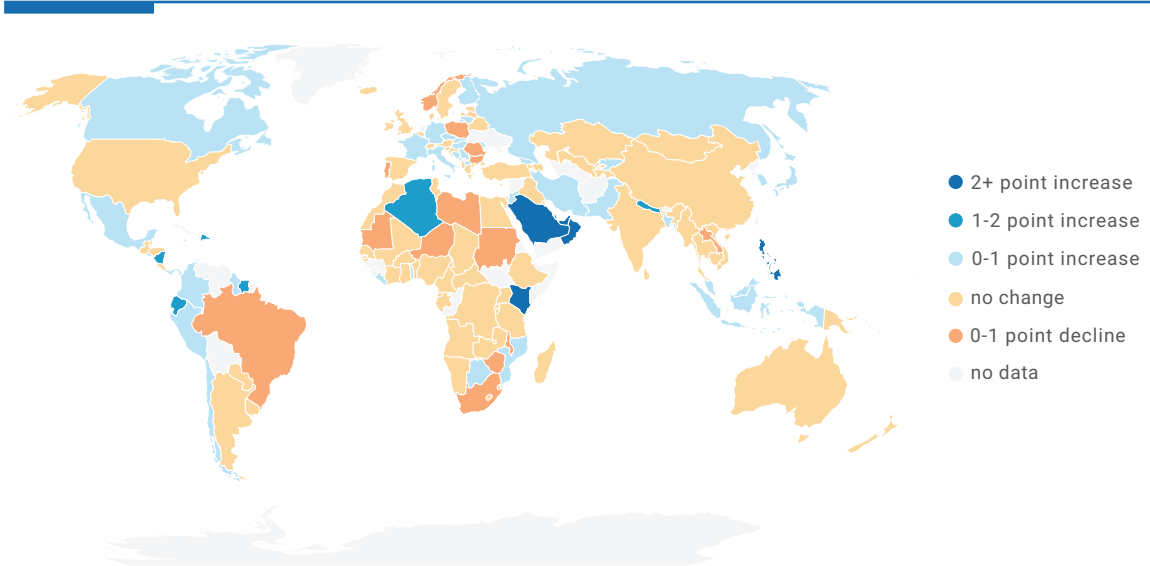 2+ point increase
1-2 point increase
0-1 point increase
no change
0-1 point decline
no data